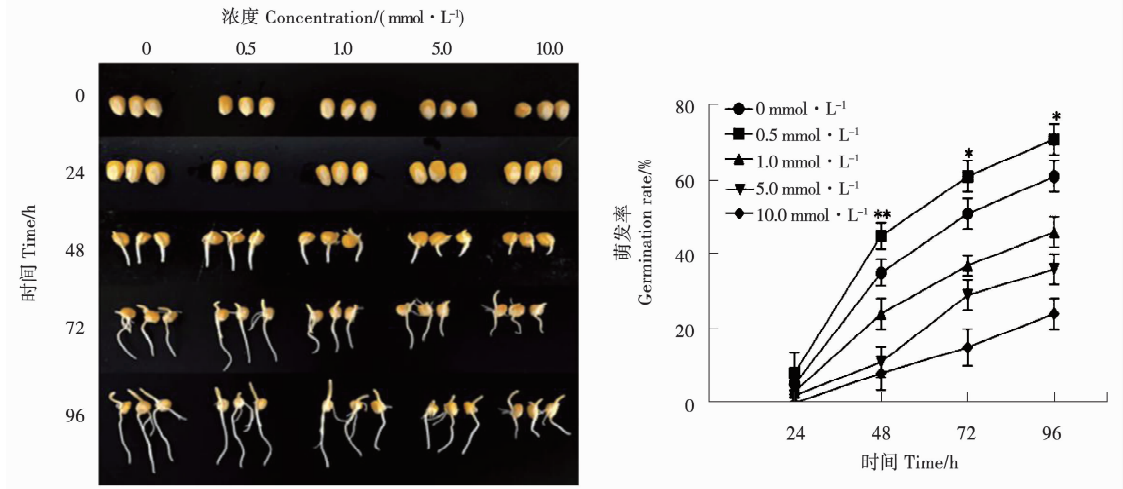 浓度 Concentration/(mmol·L⁻¹)
0 0.5 1.0 5.0 10.0
时间 Time/h
0
24
48
72
96
萌发率
Germination rate/%
80
60
40
20
0
0 mmol·L⁻¹
0.5 mmol·L⁻¹
1.0 mmol·L⁻¹
5.0 mmol·L⁻¹
10.0 mmol·L⁻¹
**
*
*
24 48 72 96
时间 Time/h